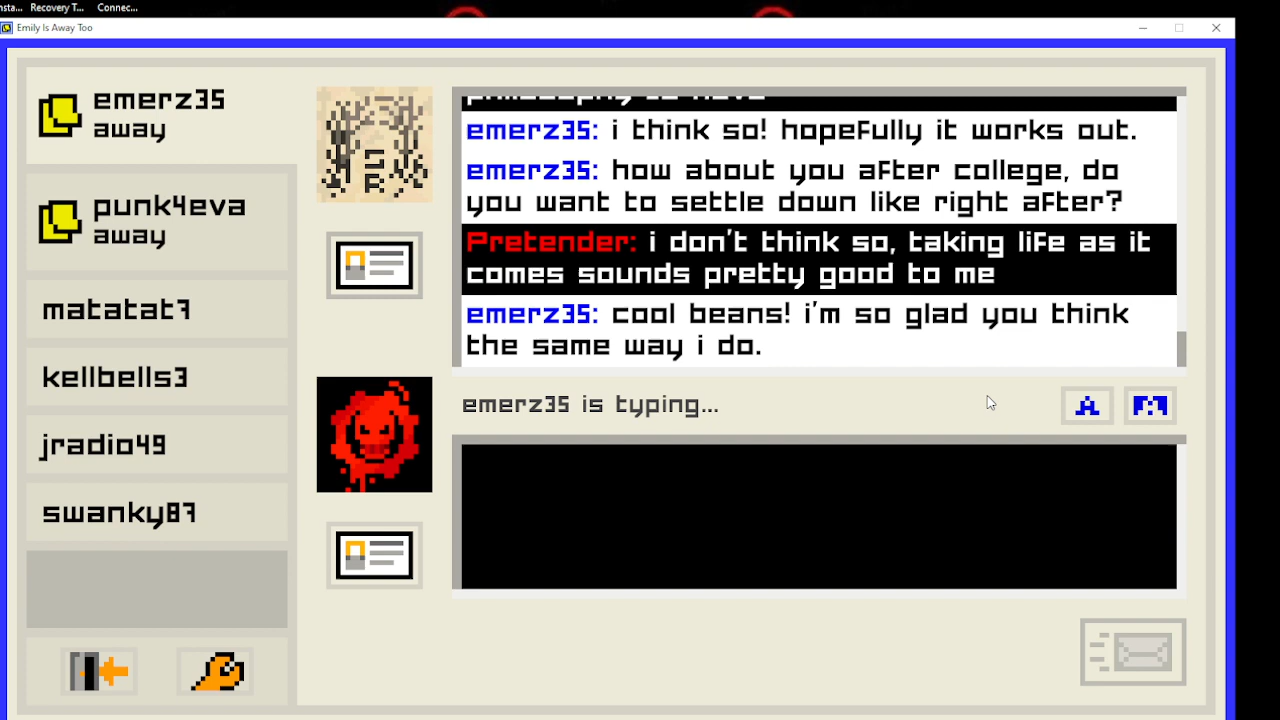 nsta... Recovery T... Connec...
Emily Is Away Too
emerz35
away
punk4eva
away
matatat7
kellbells3
jradio49
swanky87
emerz35: i think so! hopefully it works out.
emerz35: how about you after college, do
you want to settle down like right after?
Pretender: i don't think so, taking life as it
comes sounds pretty good to me
emerz35: cool beans! i'm so glad you think
the same way i do.
emerz35 is typing...
A